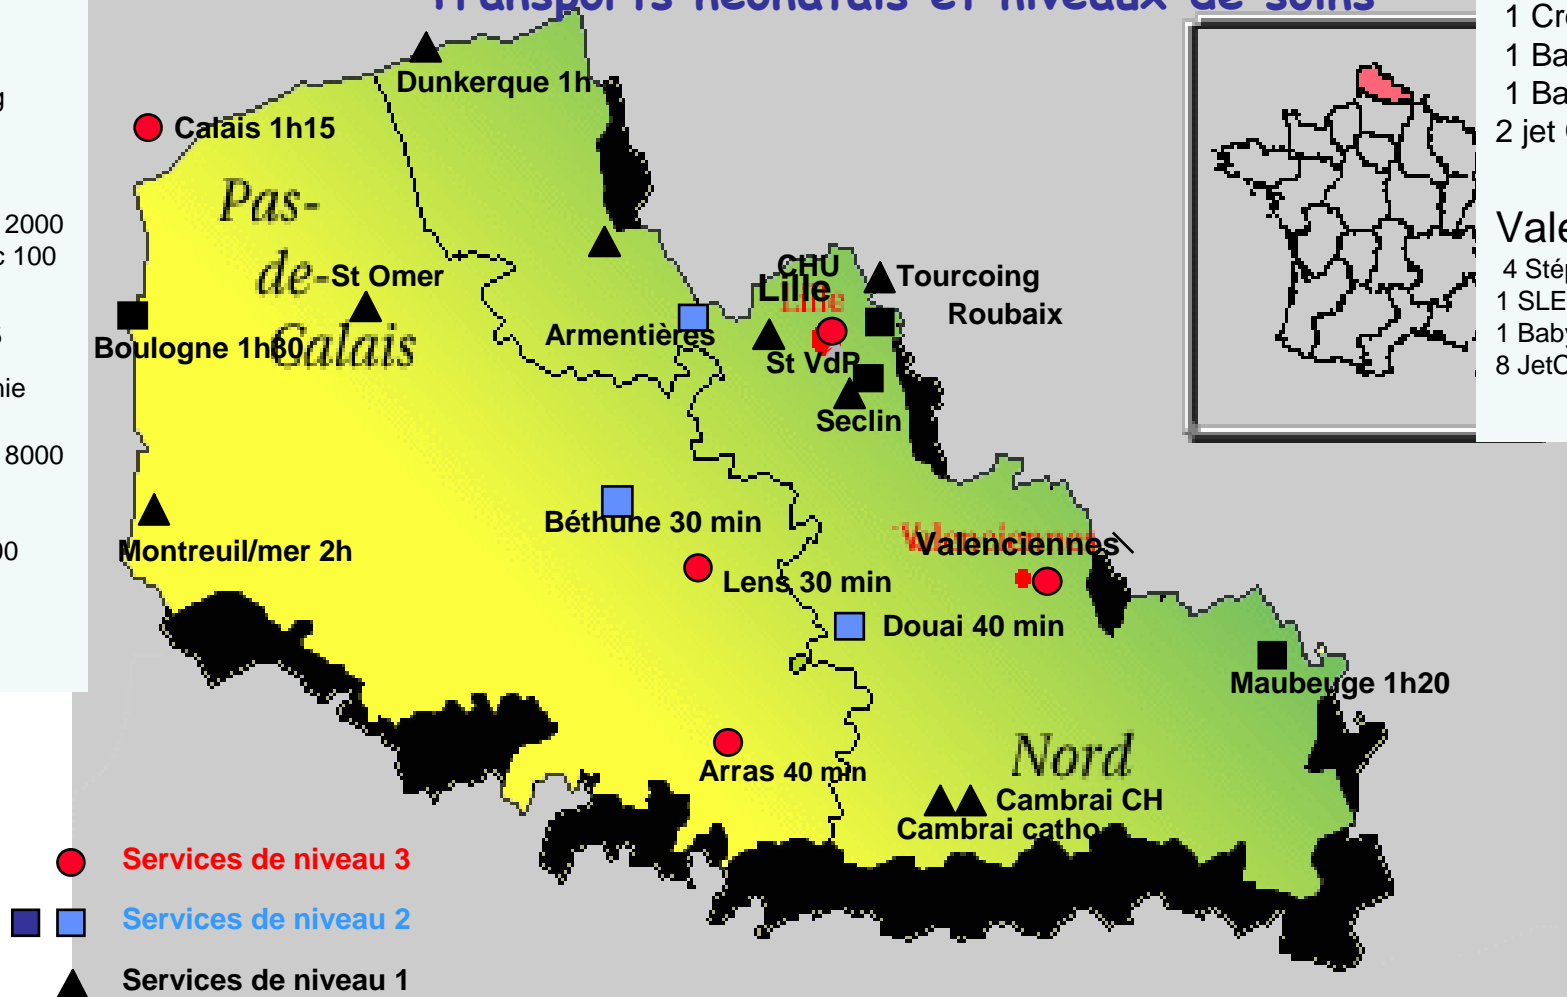 Transports néonatals et niveaux de soins
2000
100
8000
Dunkerque 1h
Calais 1h15
Pas-
de-
Calais
St Omer
Boulogne 1h30
Montreuil/mer 2h
Armentières
CHU
Lille
Lille
Tourcoing
Roubaix
St VdP
Seclin
Béthune 30 min
Lens 30 min
Valenciennes
Valenciennes
Douai 40 min
Maubeuge 1h20
Arras 40 min
Nord
Cambrai CH
Cambrai catho
1
1
1
2 jet
4
1
1
8
Services de niveau 3
Services de niveau 2
Services de niveau 1